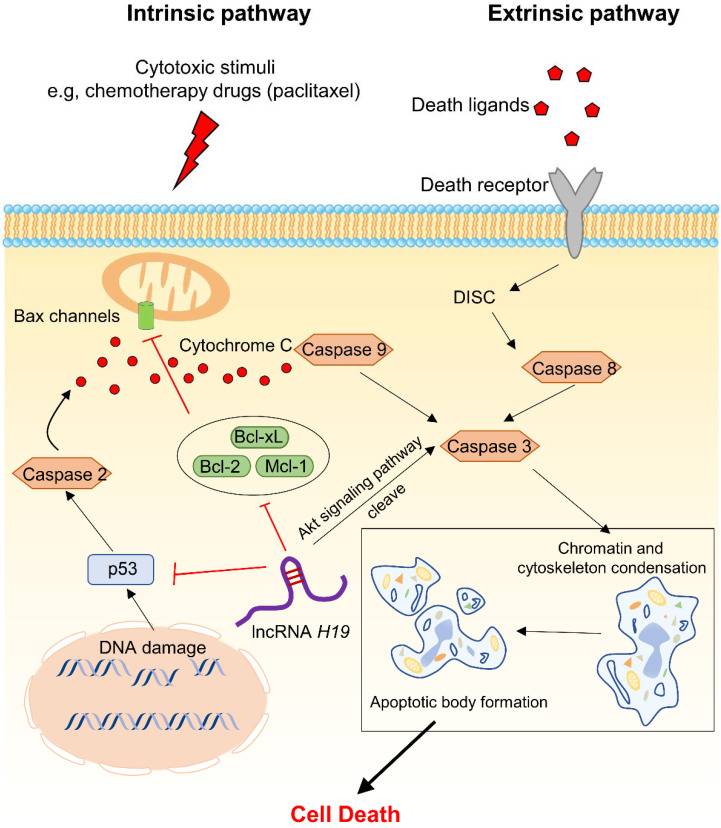 Intrinsic pathway
Extrinsic pathway
Cytotoxic stimuli
e.g, chemotherapy drugs (paclitaxel)
Death ligands
Death receptor
DISC
Bax channels
Cytochrome C
Caspase 9
Caspase 8
Bcl-xL
Bcl-2
Mcl-1
Caspase 3
Akt signaling pathway
cleave
Caspase 2
p53
lncRNA H19
DNA damage
Chromatin and
cytoskeleton condensation
Apoptotic body formation
Cell Death